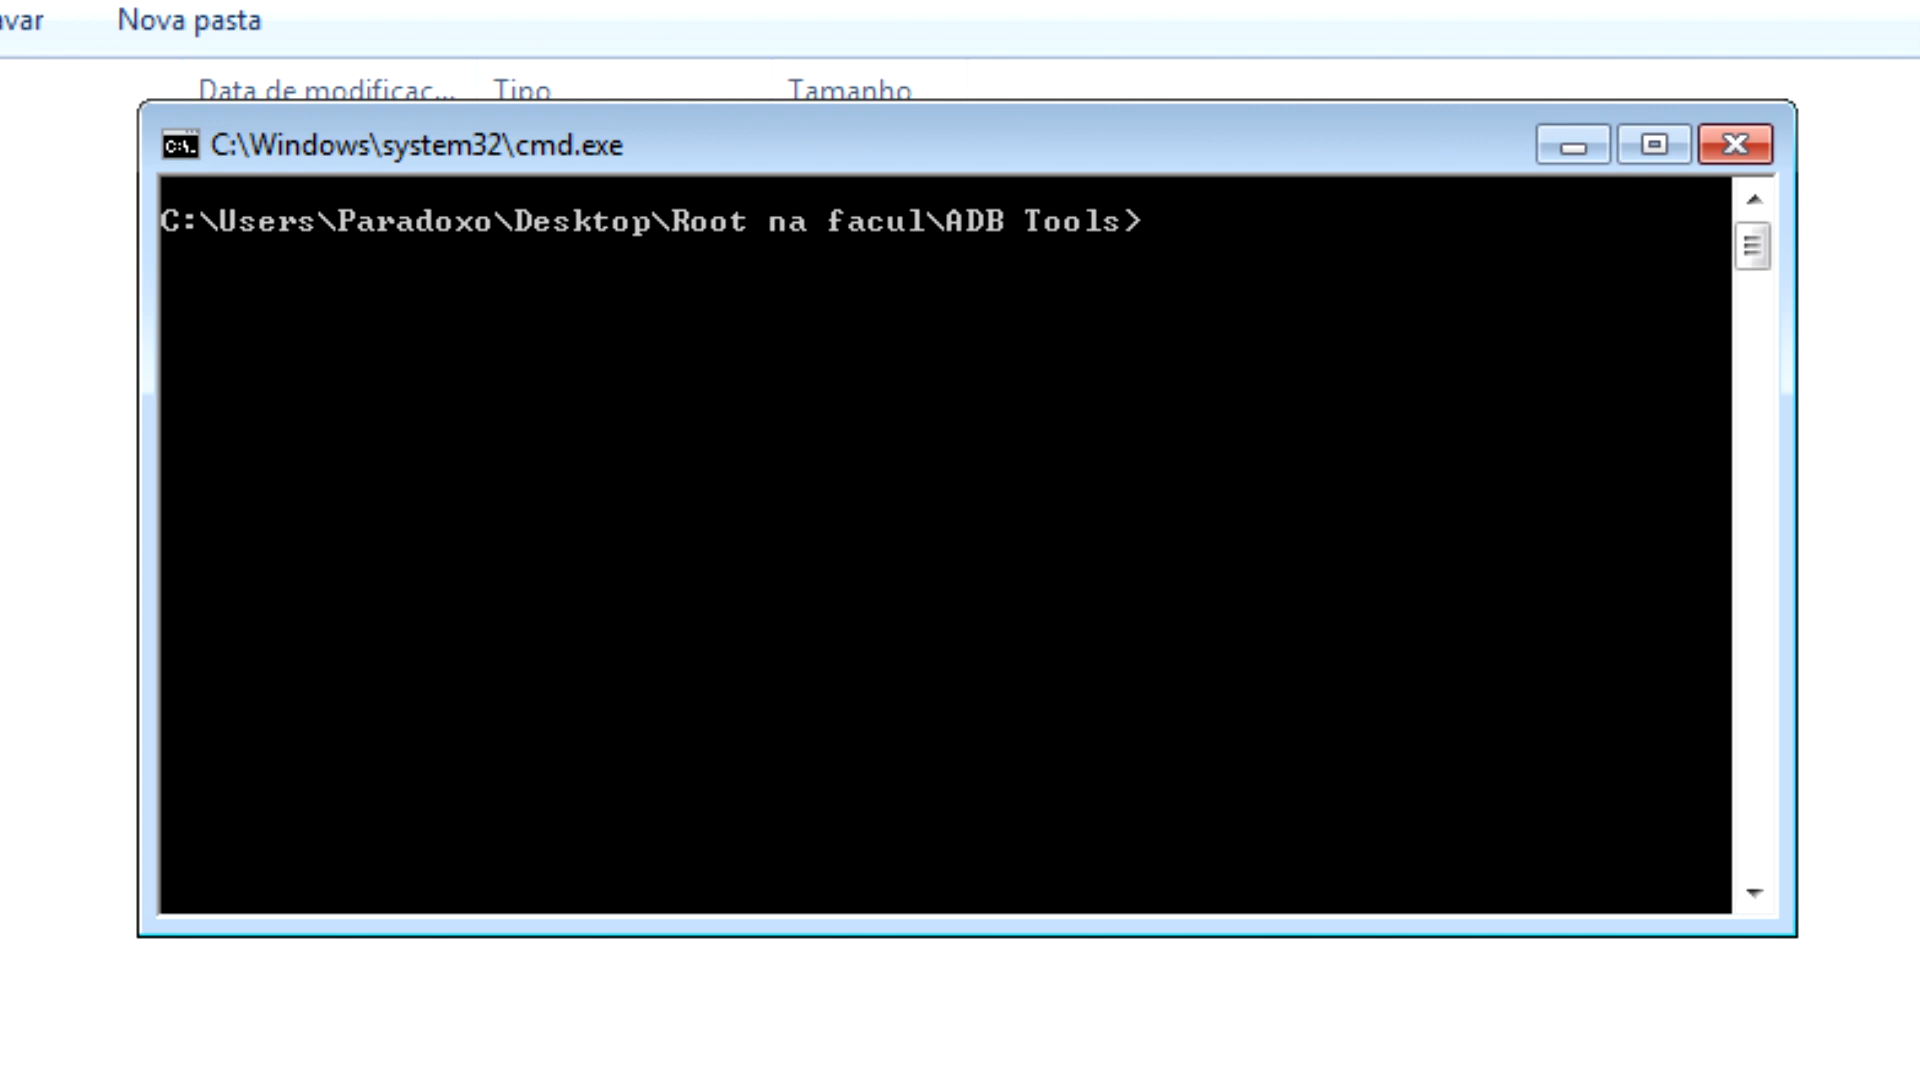 var Nova pasta
Data de modificaç... Tipo Tamanho
C:\Windows\system32\cmd.exe
C:\Users\Paradoxo\Desktop\Root na facul\ADB Tools>